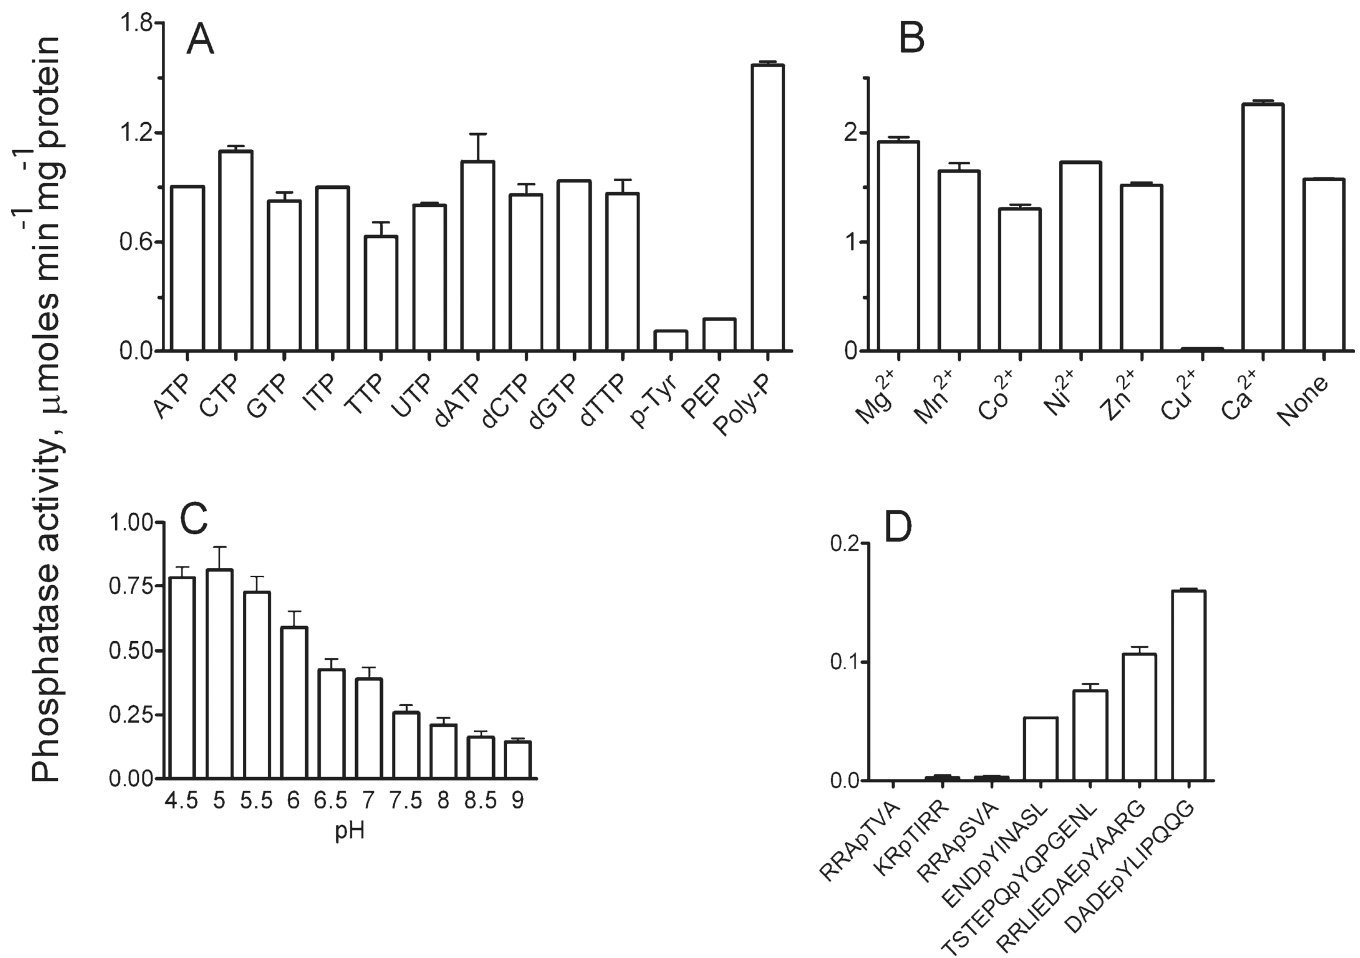 Phosphatase activity, μmoles min⁻¹ mg⁻¹ protein
A
1.8
1.2
0.6
0.0
ATP
CTP
GTP
ITP
TTP
UTP
dATP
dCTP
dGTP
dTTP
p-Tyr
PEP
Poly-P
B
2
1
0
Mg²⁺
Mn²⁺
Co²⁺
Ni²⁺
Zn²⁺
Cu²⁺
Ca²⁺
None
C
1.00
0.75
0.50
0.25
0.00
4.5 5 5.5 6 6.5 7 7.5 8 8.5 9
pH
D
0.2
0.1
0.0
RRApTVA
KRpTIRR
RRApSVA
ENDpYINASL
TSTEPQpYQPGENL
RRLIEDAEpYAARG
DADEpYLIPQQG